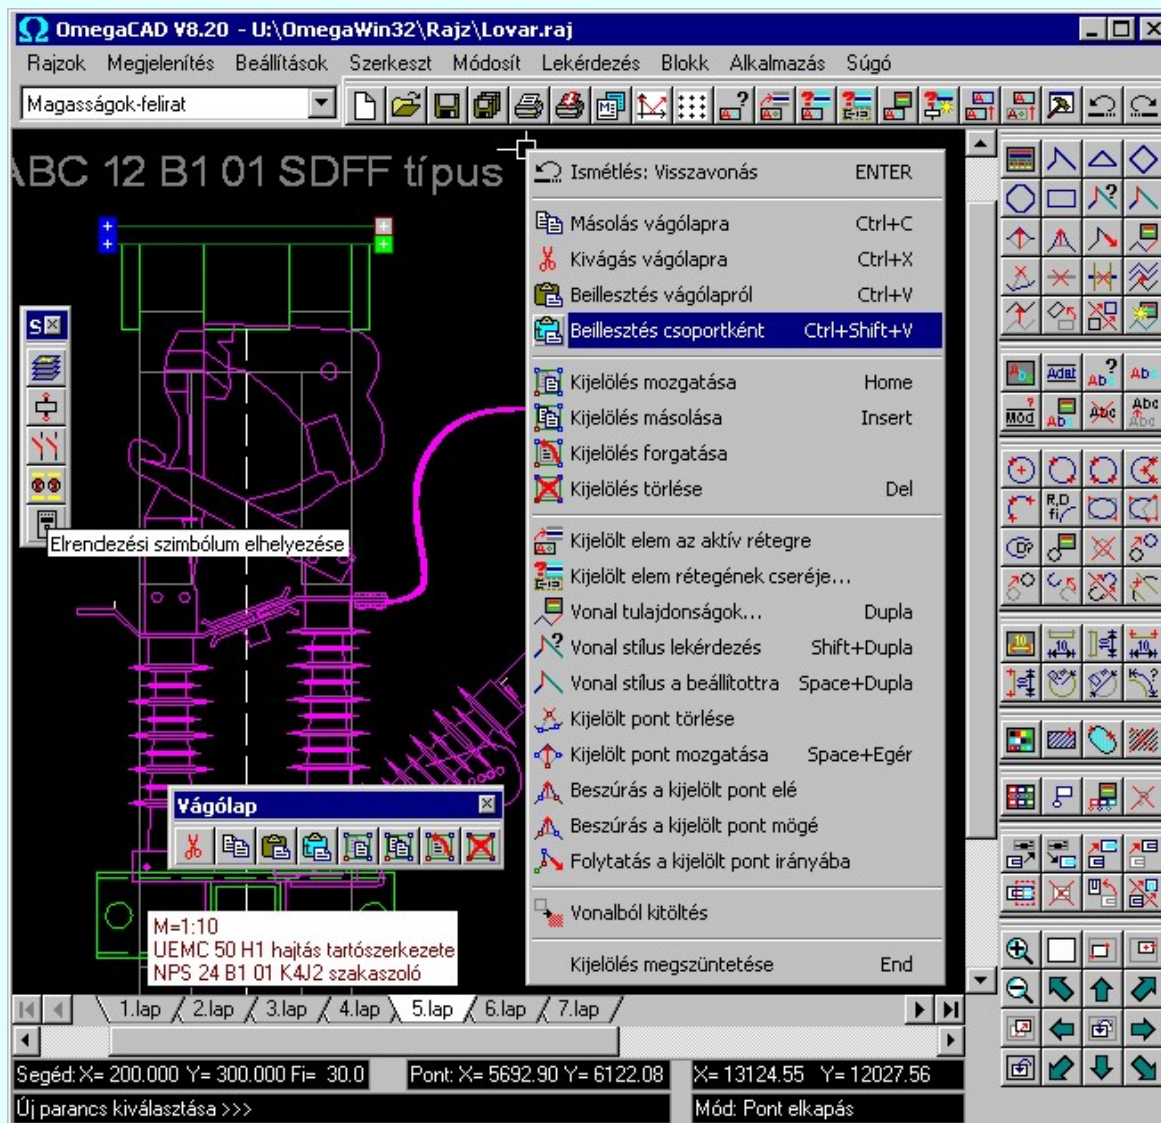 OmegaCAD V8.20 - U:\OmegaWin32\Rajz\Lovar.raj
Rajzok Megjelenítés Beállítások Szerkeszt Módosít Lekérdezés Blokk Alkalmazás Súgó
Magasságok-felirat
ABC 12 B1 01 SDFF típus
Ismétlés: Visszavonás ENTER
Másolás vágólapra Ctrl+C
Kivágás vágólapra Ctrl+X
Beillesztés vágólapról Ctrl+V
Beillesztés csoportként Ctrl+Shift+V
Kijelölés mozgatása Home
Kijelölés másolása Insert
Kijelölés forgatása
Kijelölés törlése Del
Kijelölt elem az aktív rétegre
Kijelölt elem rétegének cseréje...
Vonal tulajdonságok... Dupla
Vonal stílus lekérdezés Shift+Dupla
Vonal stílus a beállítottra Space+Dupla
Kijelölt pont törlése
Kijelölt pont mozgatása Space+Egér
Beszúrás a kijelölt pont elé
Beszúrás a kijelölt pont mögé
Folytatás a kijelölt pont irányába
Vonalból kitöltés
Kijelölés megszüntetése End
S
Elrendezési szimbólum elhelyezése
Vágólap
M=1:10
UEMC 50 H1 hajtás tartószerkezete
NPS 24 B1 01 K4J2 szakaszoló
1.lap 2.lap 3.lap 4.lap 5.lap 6.lap 7.lap
Segéd: X= 200.000 Y= 300.000 Fi= 30.0
Pont: X= 5692.90 Y= 6122.08
X= 13124.55 Y= 12027.56
Új parancs kiválasztása >>>
Mód: Pont elkapás